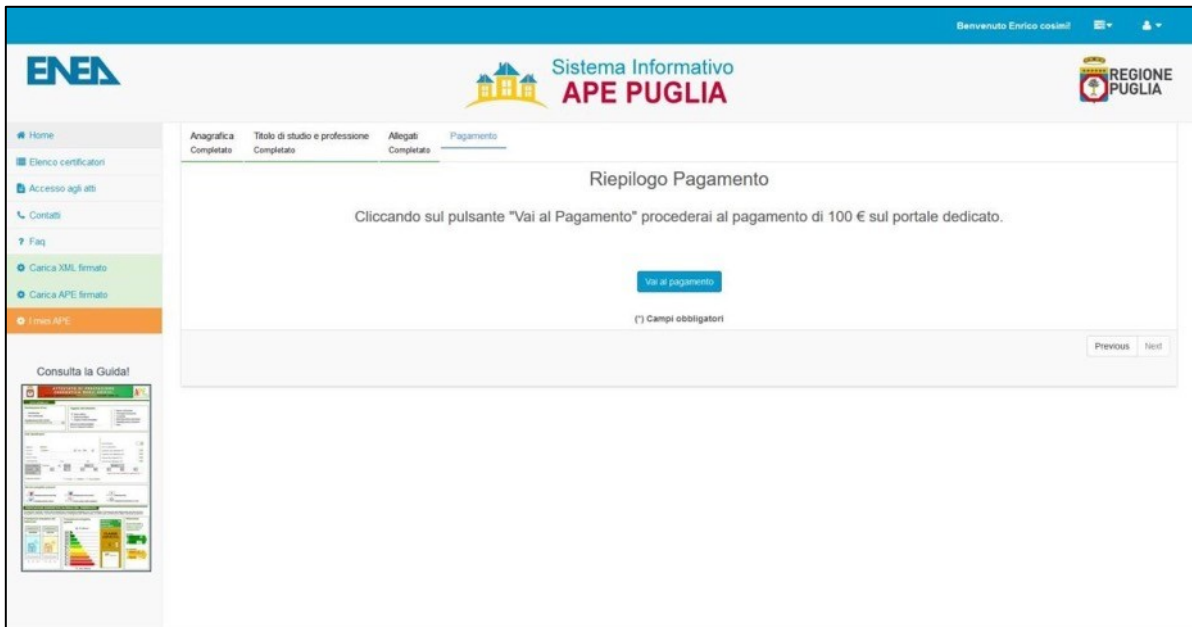 Benvenuto Enrico cosimi!
ENEA
Sistema Informativo
APE PUGLIA
REGIONE
PUGLIA
Home
Elenco certificatori
Accesso agli atti
Contatti
? Faq
Carica XML firmato
Carica APE firmato
I miei APE
Anagrafica
Completato
Titolo di studio e professione
Completato
Allegati
Completato
Pagamento
Riepilogo Pagamento
Cliccando sul pulsante "Vai al Pagamento" procederai al pagamento di 100 € sul portale dedicato.
Vai al pagamento
(*) Campi obbligatori
Previous Next
Consulta la Guida!